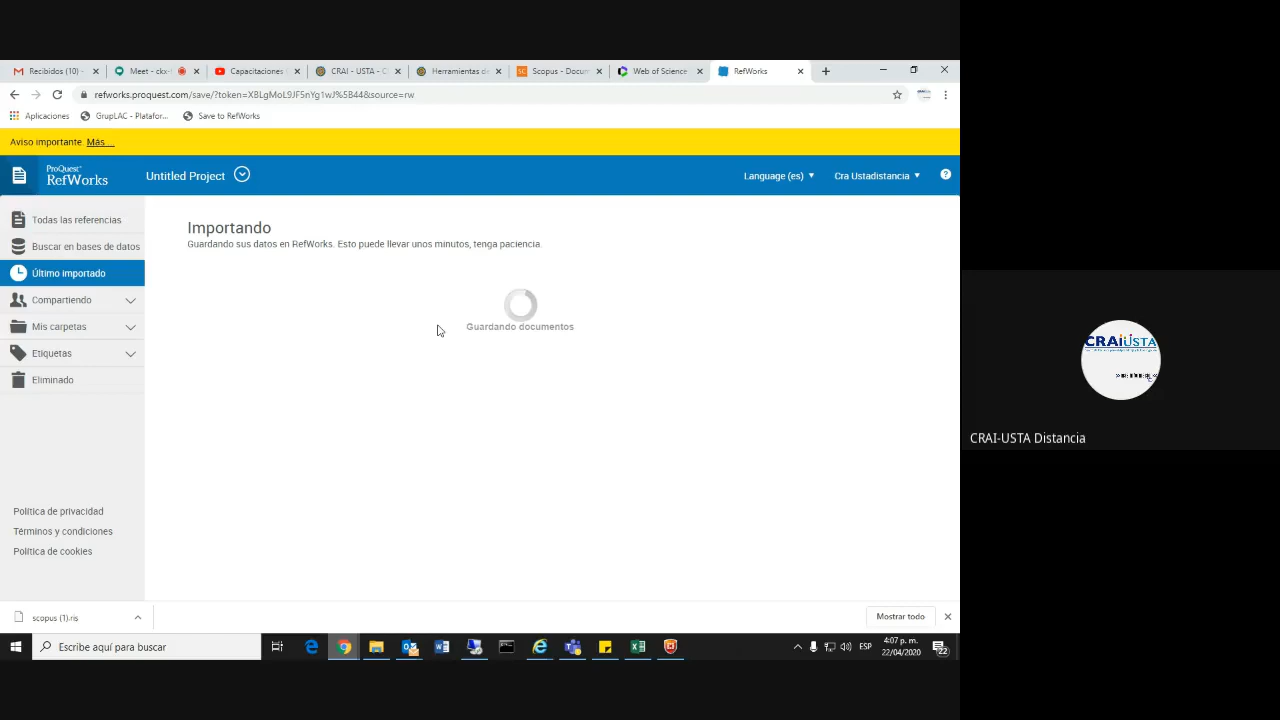 Recibidos (10) -
Meet - ckx-
Capacitaciones
CRAI - USTA - C
Herramientas de
Scopus - Docum
Web of Science
RefWorks
refworks.proquest.com/save/?token=XBLgMoL9JF5nYg1wJ%5B44&source=rw
Aplicaciones
GrupLAC - Platafor...
Save to RefWorks
Aviso importante. Más ...
ProQuest
RefWorks
Untitled Project
Language (es)
Cra Ustadistancia
Todas las referencias
Buscar en bases de datos
Último importado
Compartiendo
Mis carpetas
Etiquetas
Eliminado
Importando
Guardando sus datos en RefWorks. Esto puede llevar unos minutos, tenga paciencia.
Guardando documentos
Política de privacidad
Términos y condiciones
Política de cookies
scopus (1).ris
Mostrar todo
Escribe aquí para buscar
ESP
4:07 p. m.
22/04/2020
22
CRAIUSTA
CRAI-USTA Distancia